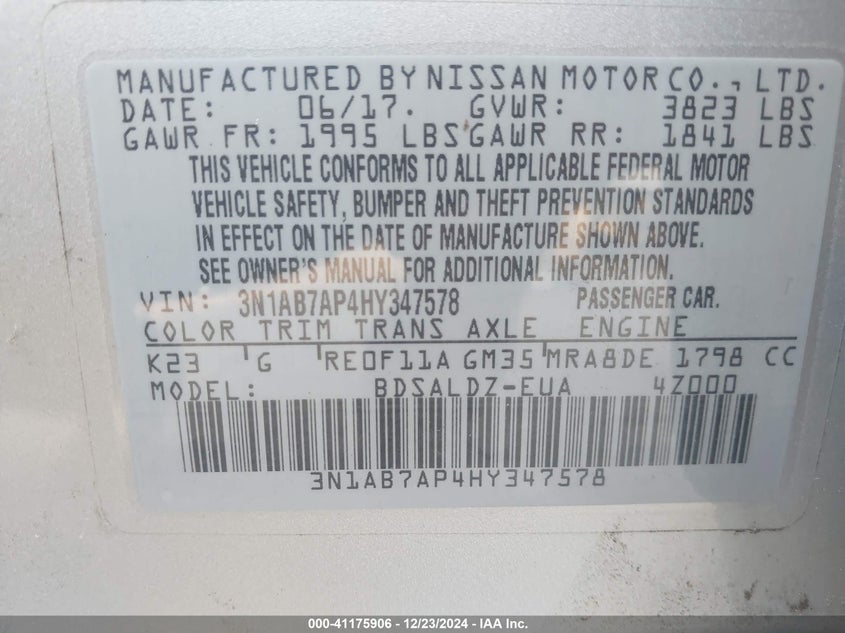 MANUFACTURED BY NISSAN MOTOR CO., LTD.
DATE: 06/17. GVWR: 3823 LBS
GAWR FR: 1995 LBS GAWR RR: 1841 LBS
THIS VEHICLE CONFORMS TO ALL APPLICABLE FEDERAL MOTOR
VEHICLE SAFETY, BUMPER AND THEFT PREVENTION STANDARDS
IN EFFECT ON THE DATE OF MANUFACTURE SHOWN ABOVE.
SEE OWNER'S MANUAL FOR ADDITIONAL INFORMATION.
VIN: 3N1AB7AP4HY347578 PASSENGER CAR.
COLOR TRIM TRANS AXLE ENGINE
K23 G RE0F11A GM35 MRA8DE 1798 CC
MODEL: BDSALDZ-EUA 4Z000
3N1AB7AP4HY347578
000-41175906 - 12/23/2024 - IAA Inc.